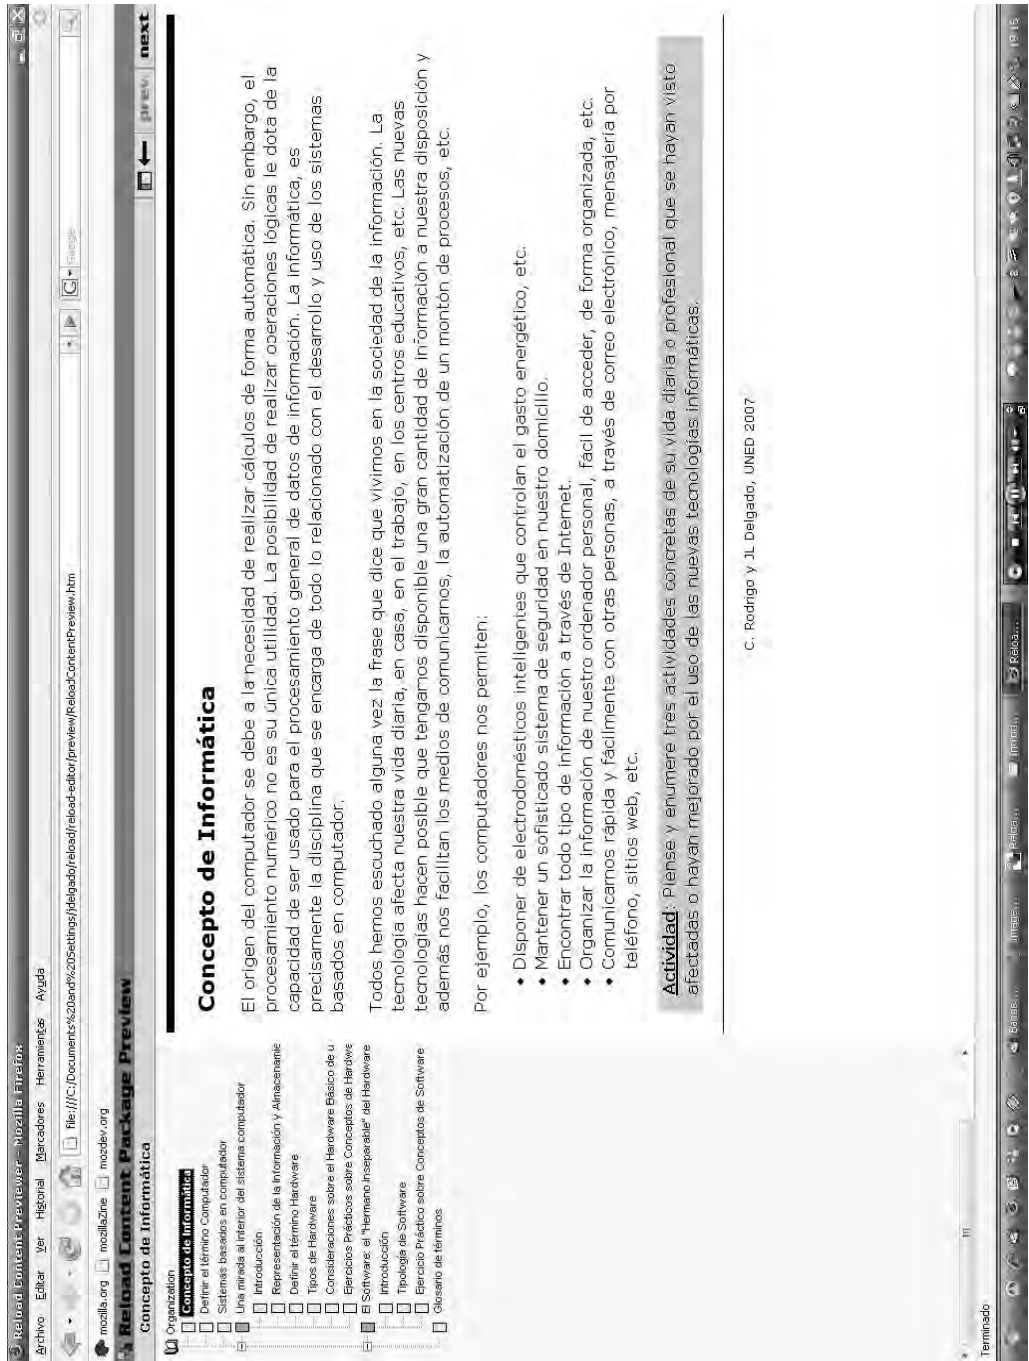 Reload Content Previewer - Mozilla Firefox
Archivo Editar Ver Historial Marcadores Herramientas Ayuda
file:///C:/Documents%20and%20Settings/jdelgado/reload/reload-editor/preview/ReloadContentPreview.htm
Google
mozilla.org mozillaZine mozdev.org
Reload Content Package Preview
Concepto de Informática
prev next
Organization
Concepto de Informática
Definir el término Computador
Sistemas basados en computador
Una mirada al interior del sistema computador
Introducción
Representación de la Información y Almacenamie
Definir el término Hardware
Tipos de Hardware
Consideraciones sobre el Hardware Básico de u
Ejercicios Prácticos sobre Conceptos de Hardwa
El Software: el "Hermano Inseparable" del Hardware
Introducción
Tipología de Software
Ejercicio Práctico sobre Conceptos de Software
Glosario de términos
Concepto de Informática
El origen del computador se debe a la necesidad de realizar cálculos de forma automática. Sin embargo, el
procesamiento numérico no es su única utilidad. La posibilidad de realizar operaciones lógicas le dota de la
capacidad de ser usado para el procesamiento general de datos de información. La informática, es
precisamente la disciplina que se encarga de todo lo relacionado con el desarrollo y uso de los sistemas
basados en computador.
Todos hemos escuchado alguna vez la frase que dice que vivimos en la sociedad de la información. La
tecnología afecta nuestra vida diaria, en casa, en el trabajo, en los centros educativos, etc. Las nuevas
tecnologías hacen posible que tengamos disponible una gran cantidad de información a nuestra disposición y
además nos facilitan los medios de comunicarnos, la automatización de un montón de procesos, etc.
Por ejemplo, los computadores nos permiten:
• Disponer de electrodomésticos inteligentes que controlan el gasto energético, etc.
• Mantener un sofisticado sistema de seguridad en nuestro domicilio.
• Encontrar todo tipo de información a través de Internet.
• Organizar la información de nuestro ordenador personal, fácil de acceder, de forma organizada, etc.
• Comunicarnos rápida y fácilmente con otras personas, a través de correo electrónico, mensajería por
teléfono, sitios web, etc.
Actividad: Piense y enumere tres actividades concretas de su vida diaria o profesional que se hayan visto
afectadas o hayan mejorado por el uso de las nuevas tecnologías informáticas.
C. Rodrigo y JL Delgado, UNED 2007
Terminado
Reloa...
19:15